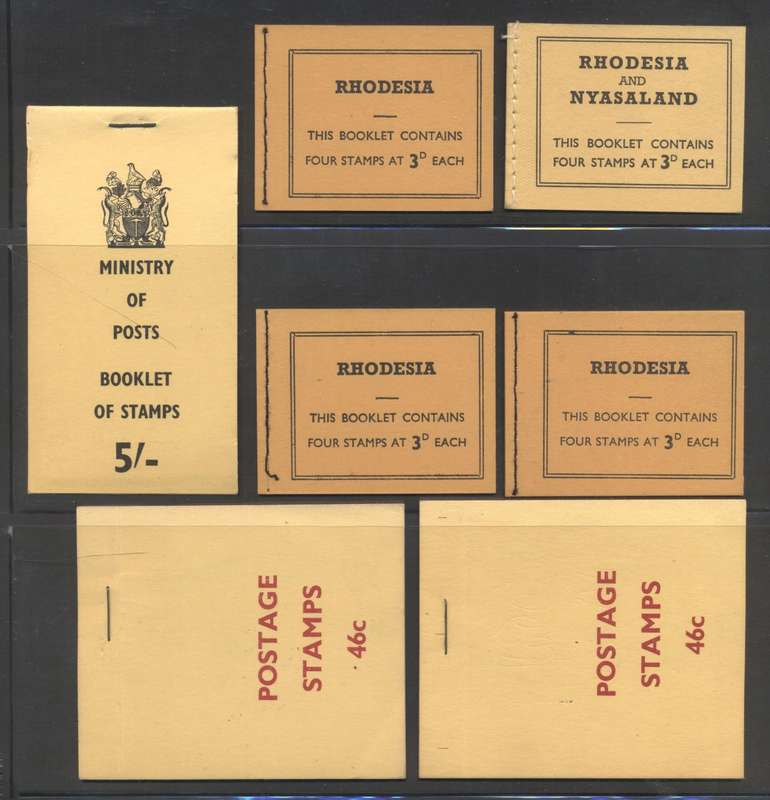 MINISTRY
OF
POSTS
BOOKLET
OF STAMPS
5/-
RHODESIA
THIS BOOKLET CONTAINS
FOUR STAMPS AT 3D EACH
RHODESIA
AND
NYASALAND
THIS BOOKLET CONTAINS
FOUR STAMPS AT 3D EACH
RHODESIA
THIS BOOKLET CONTAINS
FOUR STAMPS AT 3D EACH
RHODESIA
THIS BOOKLET CONTAINS
FOUR STAMPS AT 3D EACH
POSTAGE
STAMPS
46c
POSTAGE
STAMPS
46c